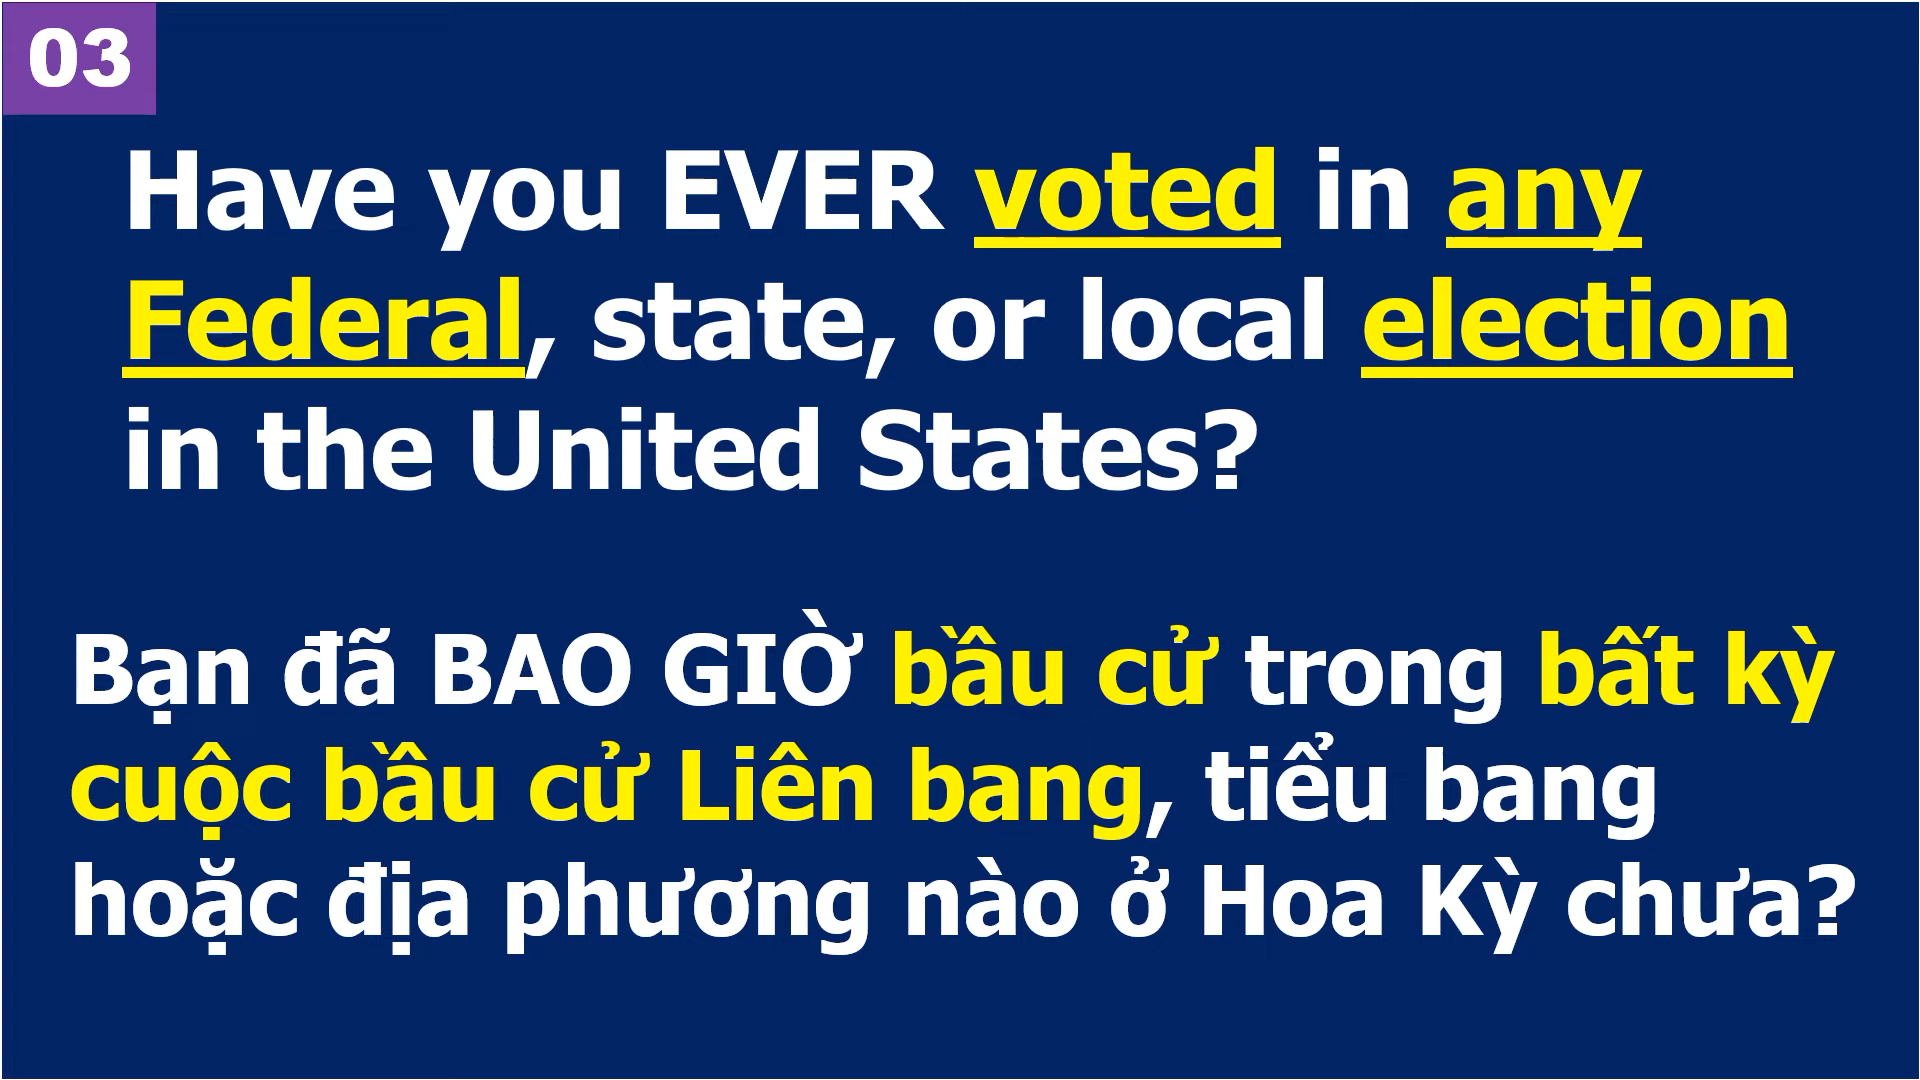 03
Have you EVER voted in any
Federal, state, or local election
in the United States?
Bạn đã BAO GIỜ bầu cử trong bất kỳ
cuộc bầu cử Liên bang, tiểu bang
hoặc địa phương nào ở Hoa Kỳ chưa?